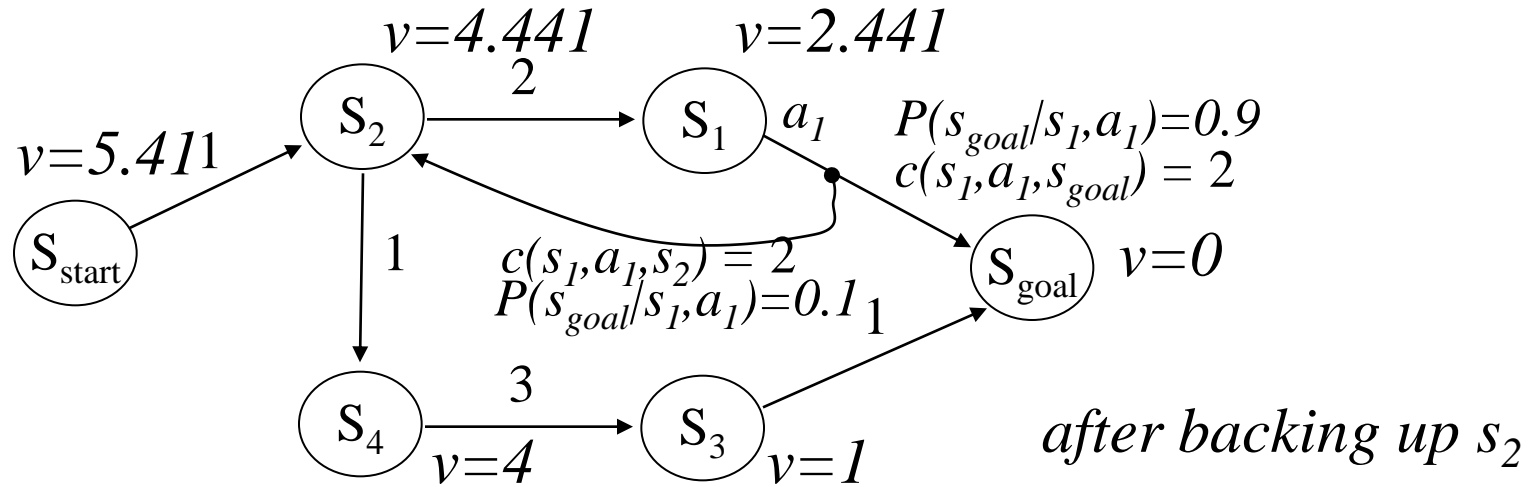 v=4.441
v=2.441
2
S2
S1
a1
P(sgoal/s1,a1)=0.9
c(s1,a1,sgoal) = 2
v=5.411
Sstart
1
c(s1,a1,s2) = 2
P(sgoal/s1,a1)=0.1
Sgoal
v=0
1
3
S4
S3
v=4
v=1
after backing up s2